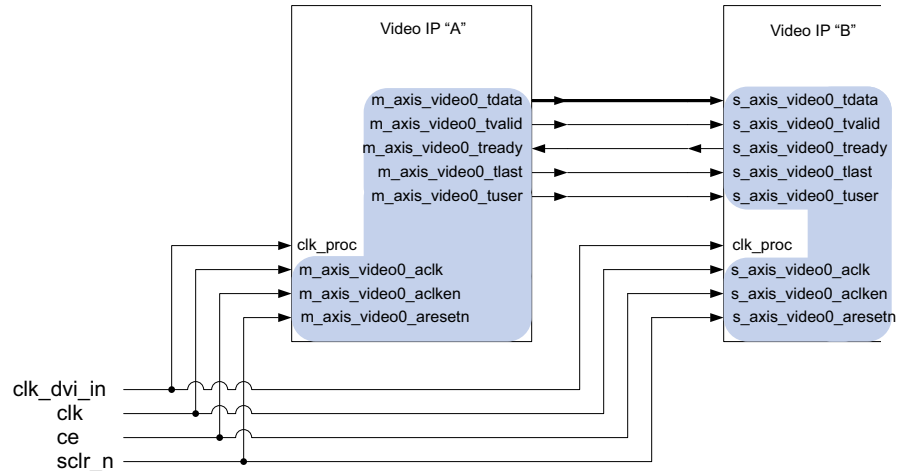 Video IP “A”
m_axis_video0_tdata
m_axis_video0_tvalid
m_axis_video0_tready
m_axis_video0_tlast
m_axis_video0_tuser
clk_proc
m_axis_video0_aclk
m_axis_video0_aclken
m_axis_video0_aresetn
Video IP “B”
s_axis_video0_tdata
s_axis_video0_tvalid
s_axis_video0_tready
s_axis_video0_tlast
s_axis_video0_tuser
clk_proc
s_axis_video0_aclk
s_axis_video0_aclken
s_axis_video0_aresetn
clk_dvi_in
clk
ce
sclr_n